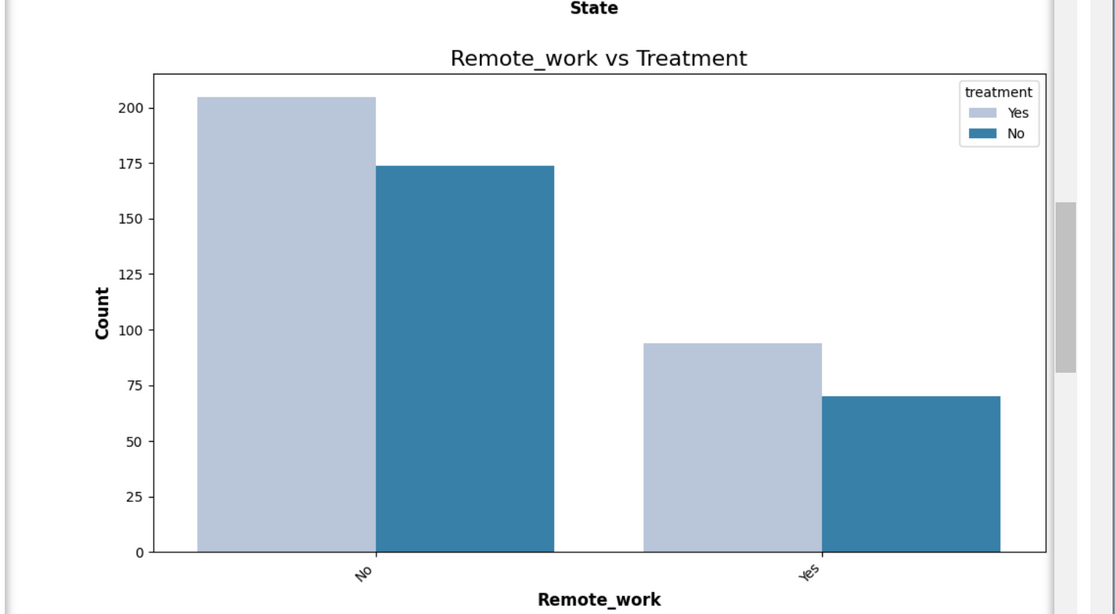 State
Remote_work vs Treatment
treatment
Yes
No
200
175
150
125
100
75
50
25
0
Count
No
Yes
Remote_work